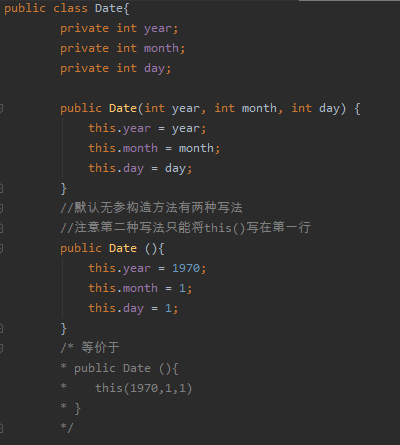 public class Date{
private int year;
private int month;
private int day;
public Date(int year, int month, int day) {
this.year = year;
this.month = month;
this.day = day;
}
//默认无参构造方法有两种写法
//注意第二种写法只能将this()写在第一行
public Date (){
this.year = 1970;
this.month = 1;
this.day = 1;
}
/* 等价于
* public Date (){
* this(1970,1,1)
* }
*/